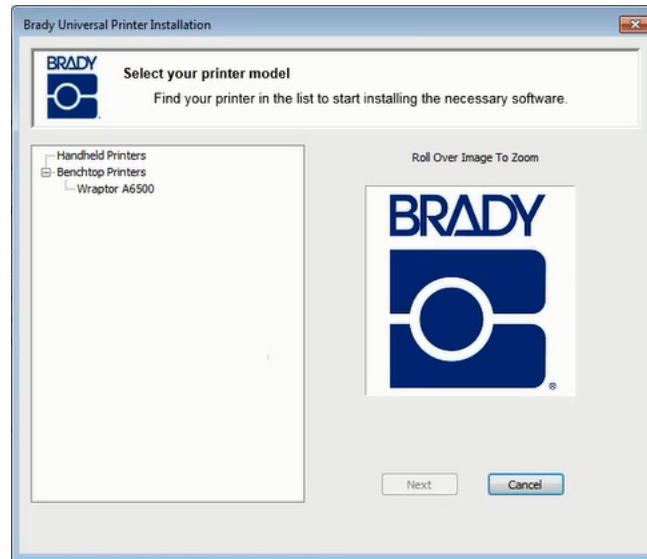 Brady Universal Printer Installation
BRADY
Select your printer model
Find your printer in the list to start installing the necessary software.
Handheld Printers
Benchtop Printers
Wraptor A6500
Roll Over Image To Zoom
BRADY
®
Next
Cancel